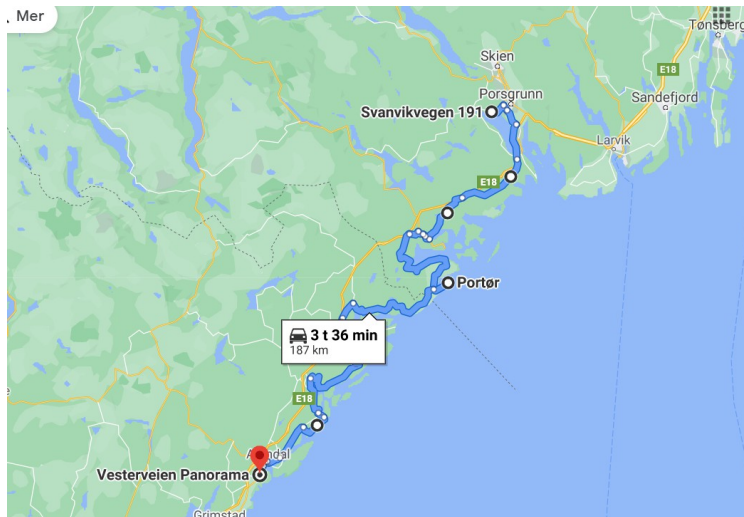 Mer
Tønsberg
Skien
E18
Porsgrunn
Sandefjord
Svanvikvegen 191
Larvik
E18
Portør
3 t 36 min
187 km
E18
Vesterveien Panorama
Grimstad